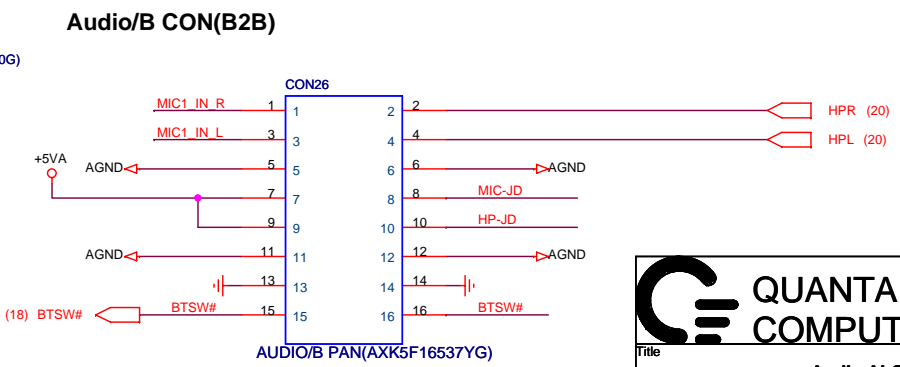 Audio/B CON(B2B)
0G)
CON26
MIC1_IN_R 1 1 2 2 HPR (20)
MIC1_IN_L 3 3 4 4 HPL (20)
+5VA
AGND 5 5 6 6 AGND
7 7 8 8 MIC-JD
9 9 10 10 HP-JD
AGND 11 11 12 12 AGND
13 13 14 14
(18) BTSW# BTSW# 15 15 16 16 BTSW#
AUDIO/B PAN(AXK5F16537YG)
QUANTA
COMPUT
Title